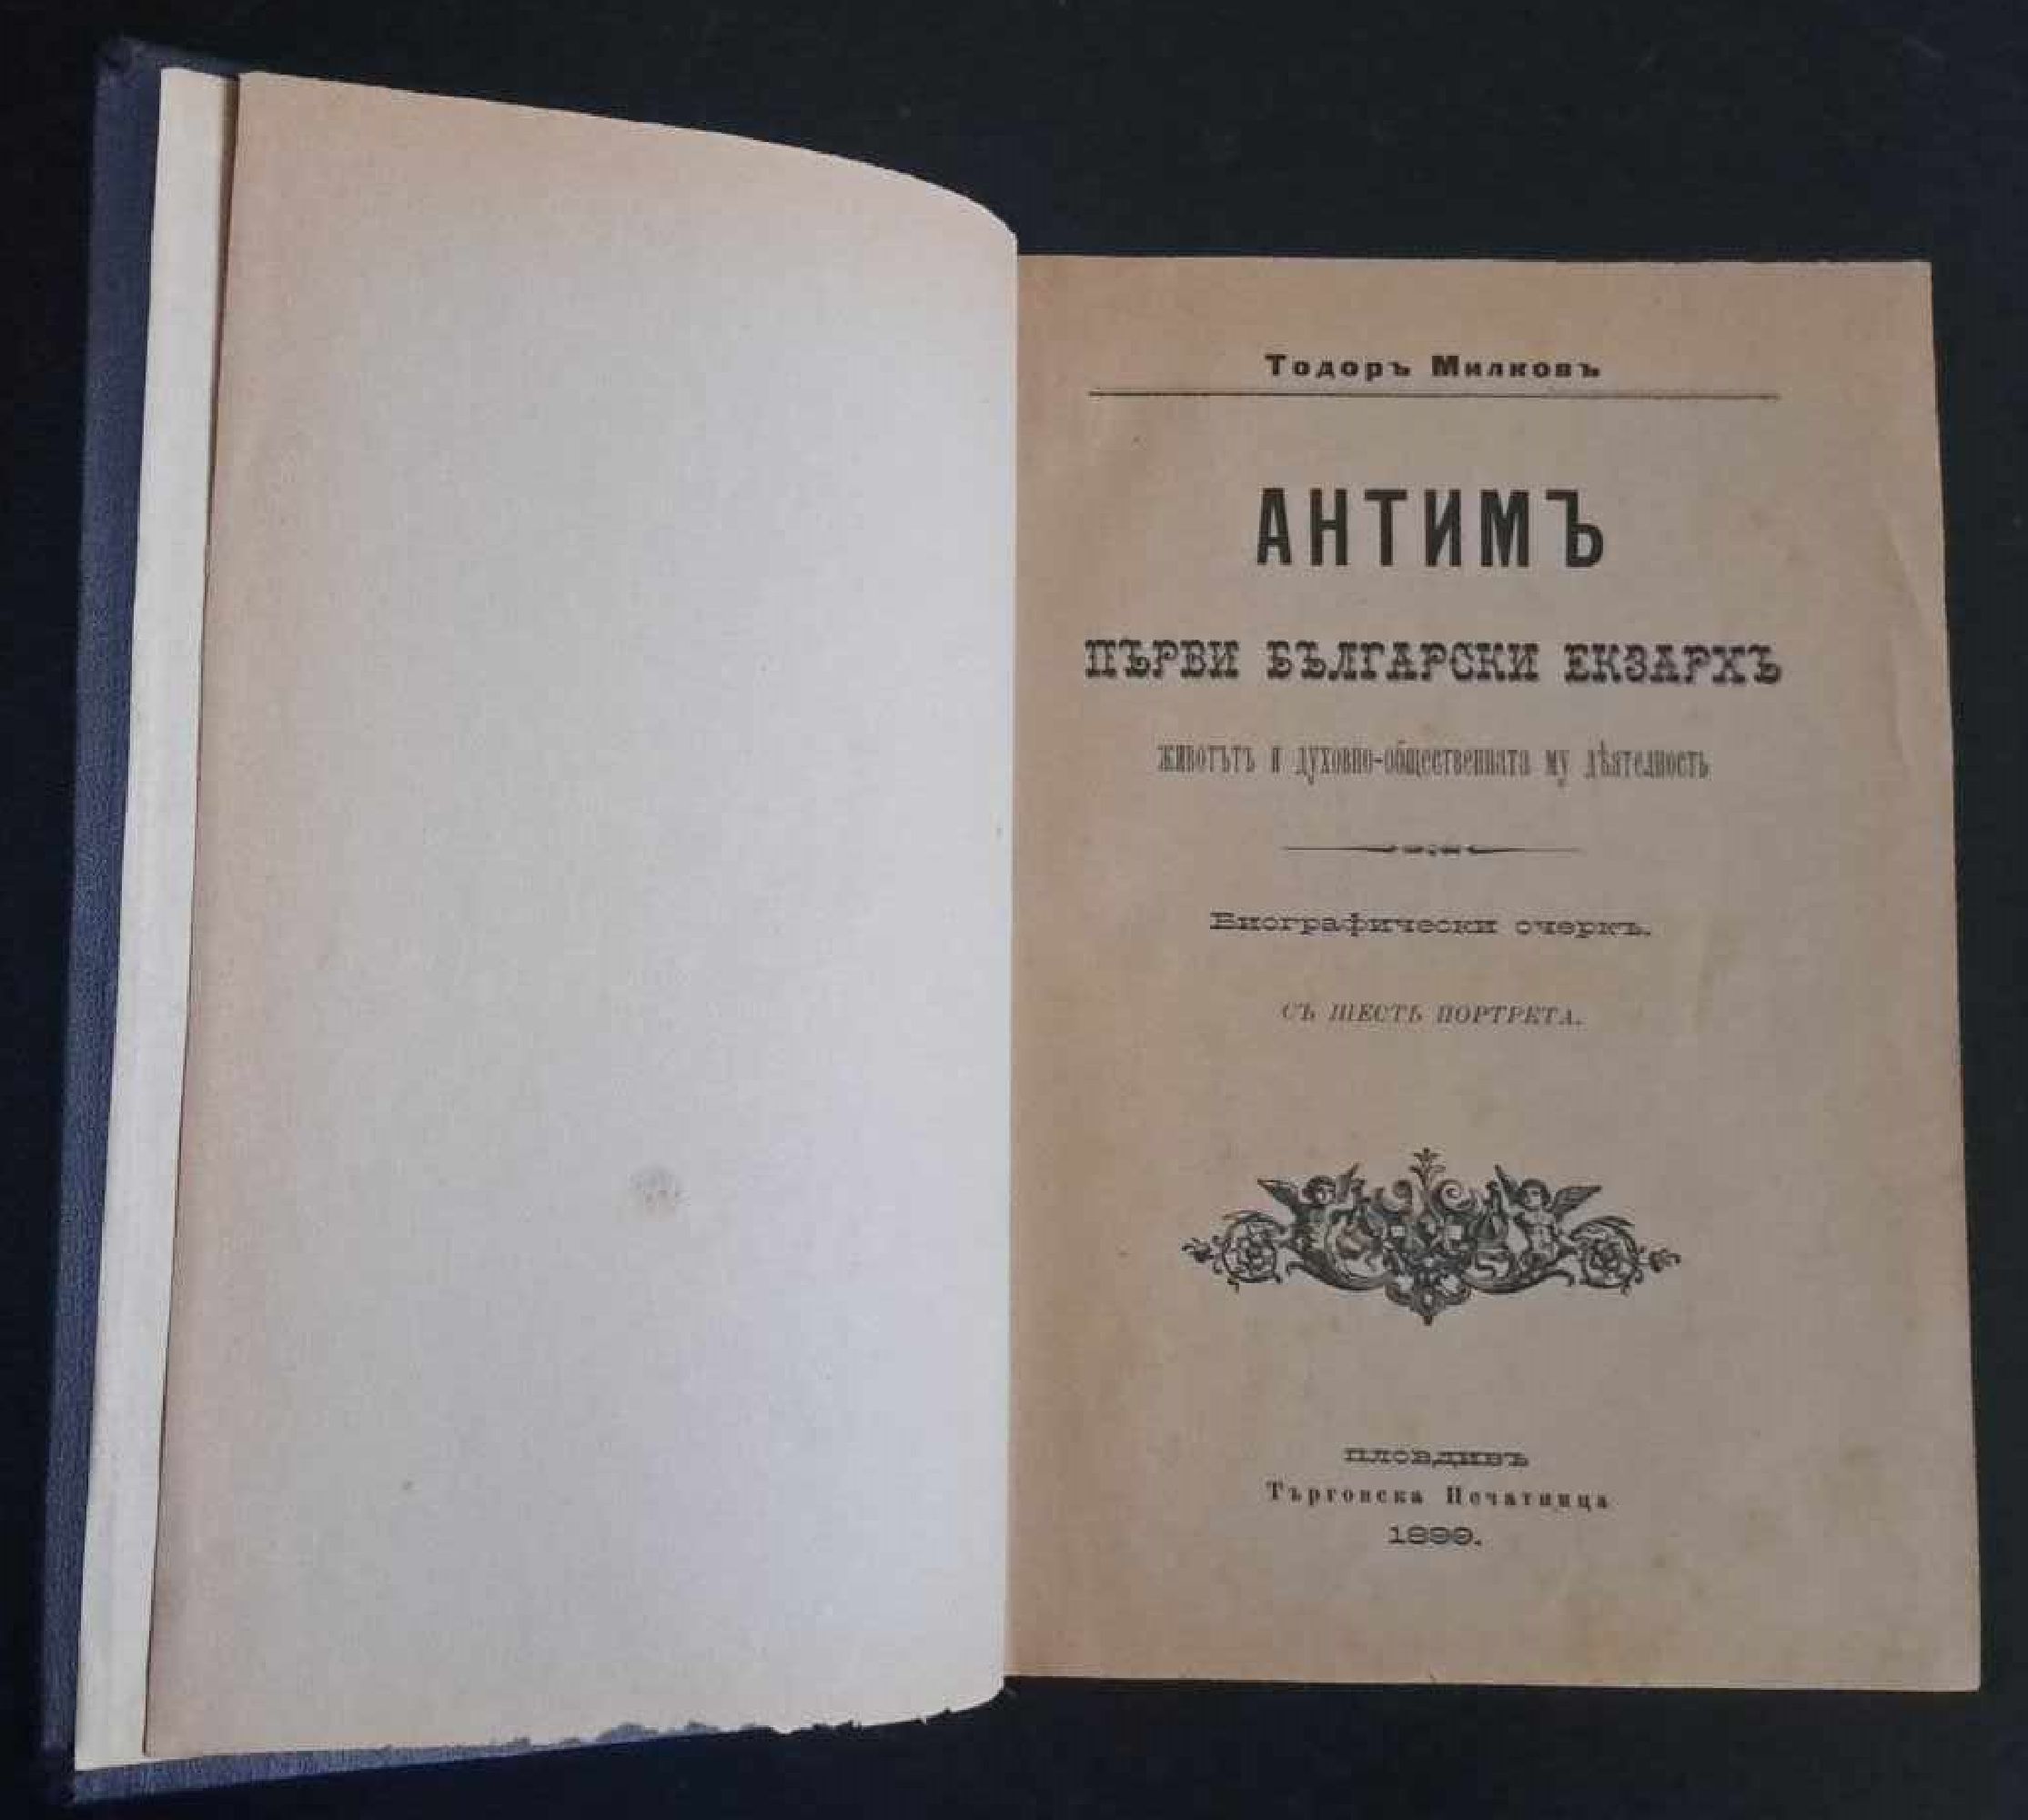 Тодоръ Милковъ
АНТИМЪ
ПЪРВИ БЪЛГАРСКИ ЕКЗАРХЪ
животътъ и духовно-общественната му дѣятелность
Биографически очеркъ.
СЪ ШЕСТЬ ПОРТРЕТА.
ПЛОВДИВЪ
Търговска Печатница
1899.